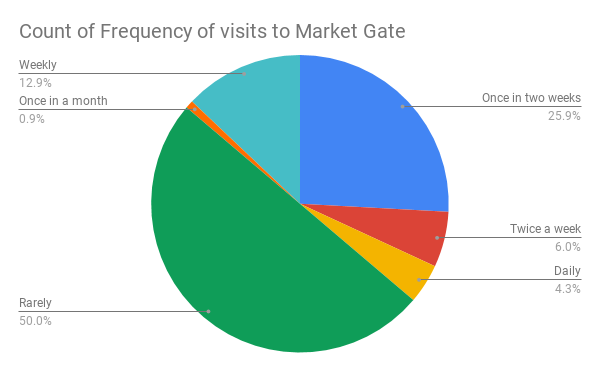 Count of Frequency of visits to Market Gate
Weekly
12.9%
Once in a month
0.9%
Once in two weeks
25.9%
Twice a week
6.0%
Daily
4.3%
Rarely
50.0%